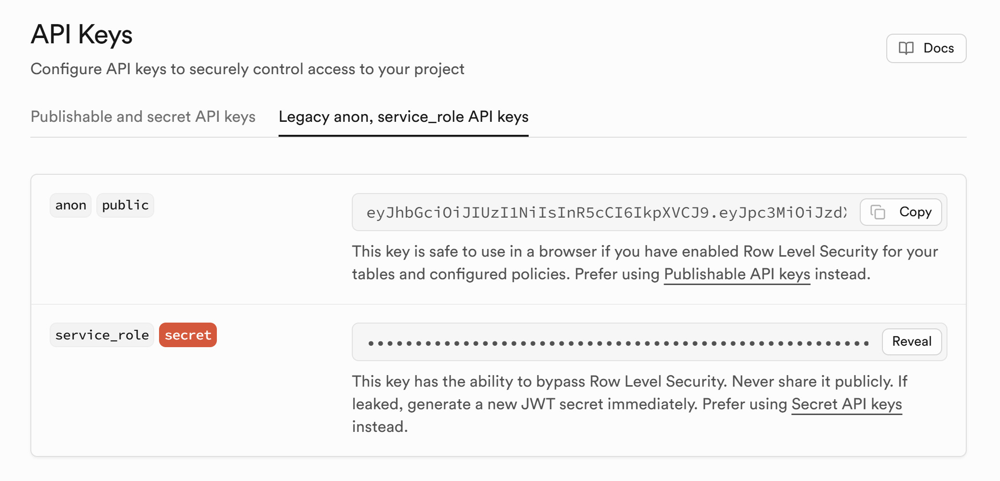 API Keys
Docs
Configure API keys to securely control access to your project
Publishable and secret API keys
Legacy anon, service_role API keys
anon
public
eyJhbGciOiJIUzI1NiIsInR5cCI6IkpXVCJ9.eyJpc3MiOiJzdX
Copy
This key is safe to use in a browser if you have enabled Row Level Security for your
tables and configured policies. Prefer using Publishable API keys instead.
service_role
secret
••••••••••••••••••••••••••••••••••••••••••••••••••••
Reveal
This key has the ability to bypass Row Level Security. Never share it publicly. If
leaked, generate a new JWT secret immediately. Prefer using Secret API keys
instead.